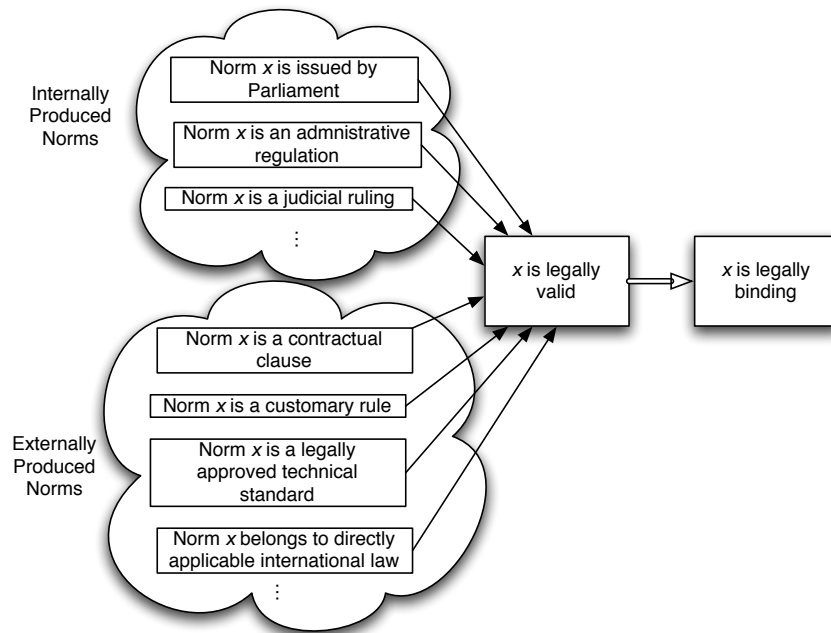 Internally
Produced
Norms
Norm x is issued by
Parliament
Norm x is an admnistrative
regulation
Norm x is a judicial ruling
...
x is legally
valid
x is legally
binding
Externally
Produced
Norms
Norm x is a contractual
clause
Norm x is a customary rule
Norm x is a legally
approved technical
standard
Norm x belongs to directly
applicable international law
...